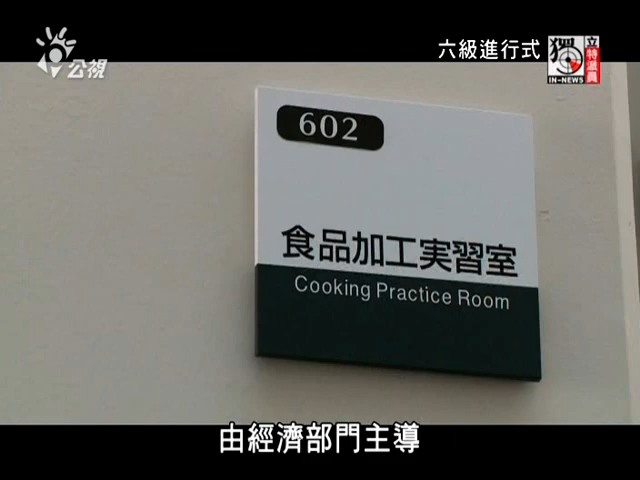 公視
六級進行式
獨立特派員
IN-NEWS
602
食品加工実習室
Cooking Practice Room
由經濟部門主導